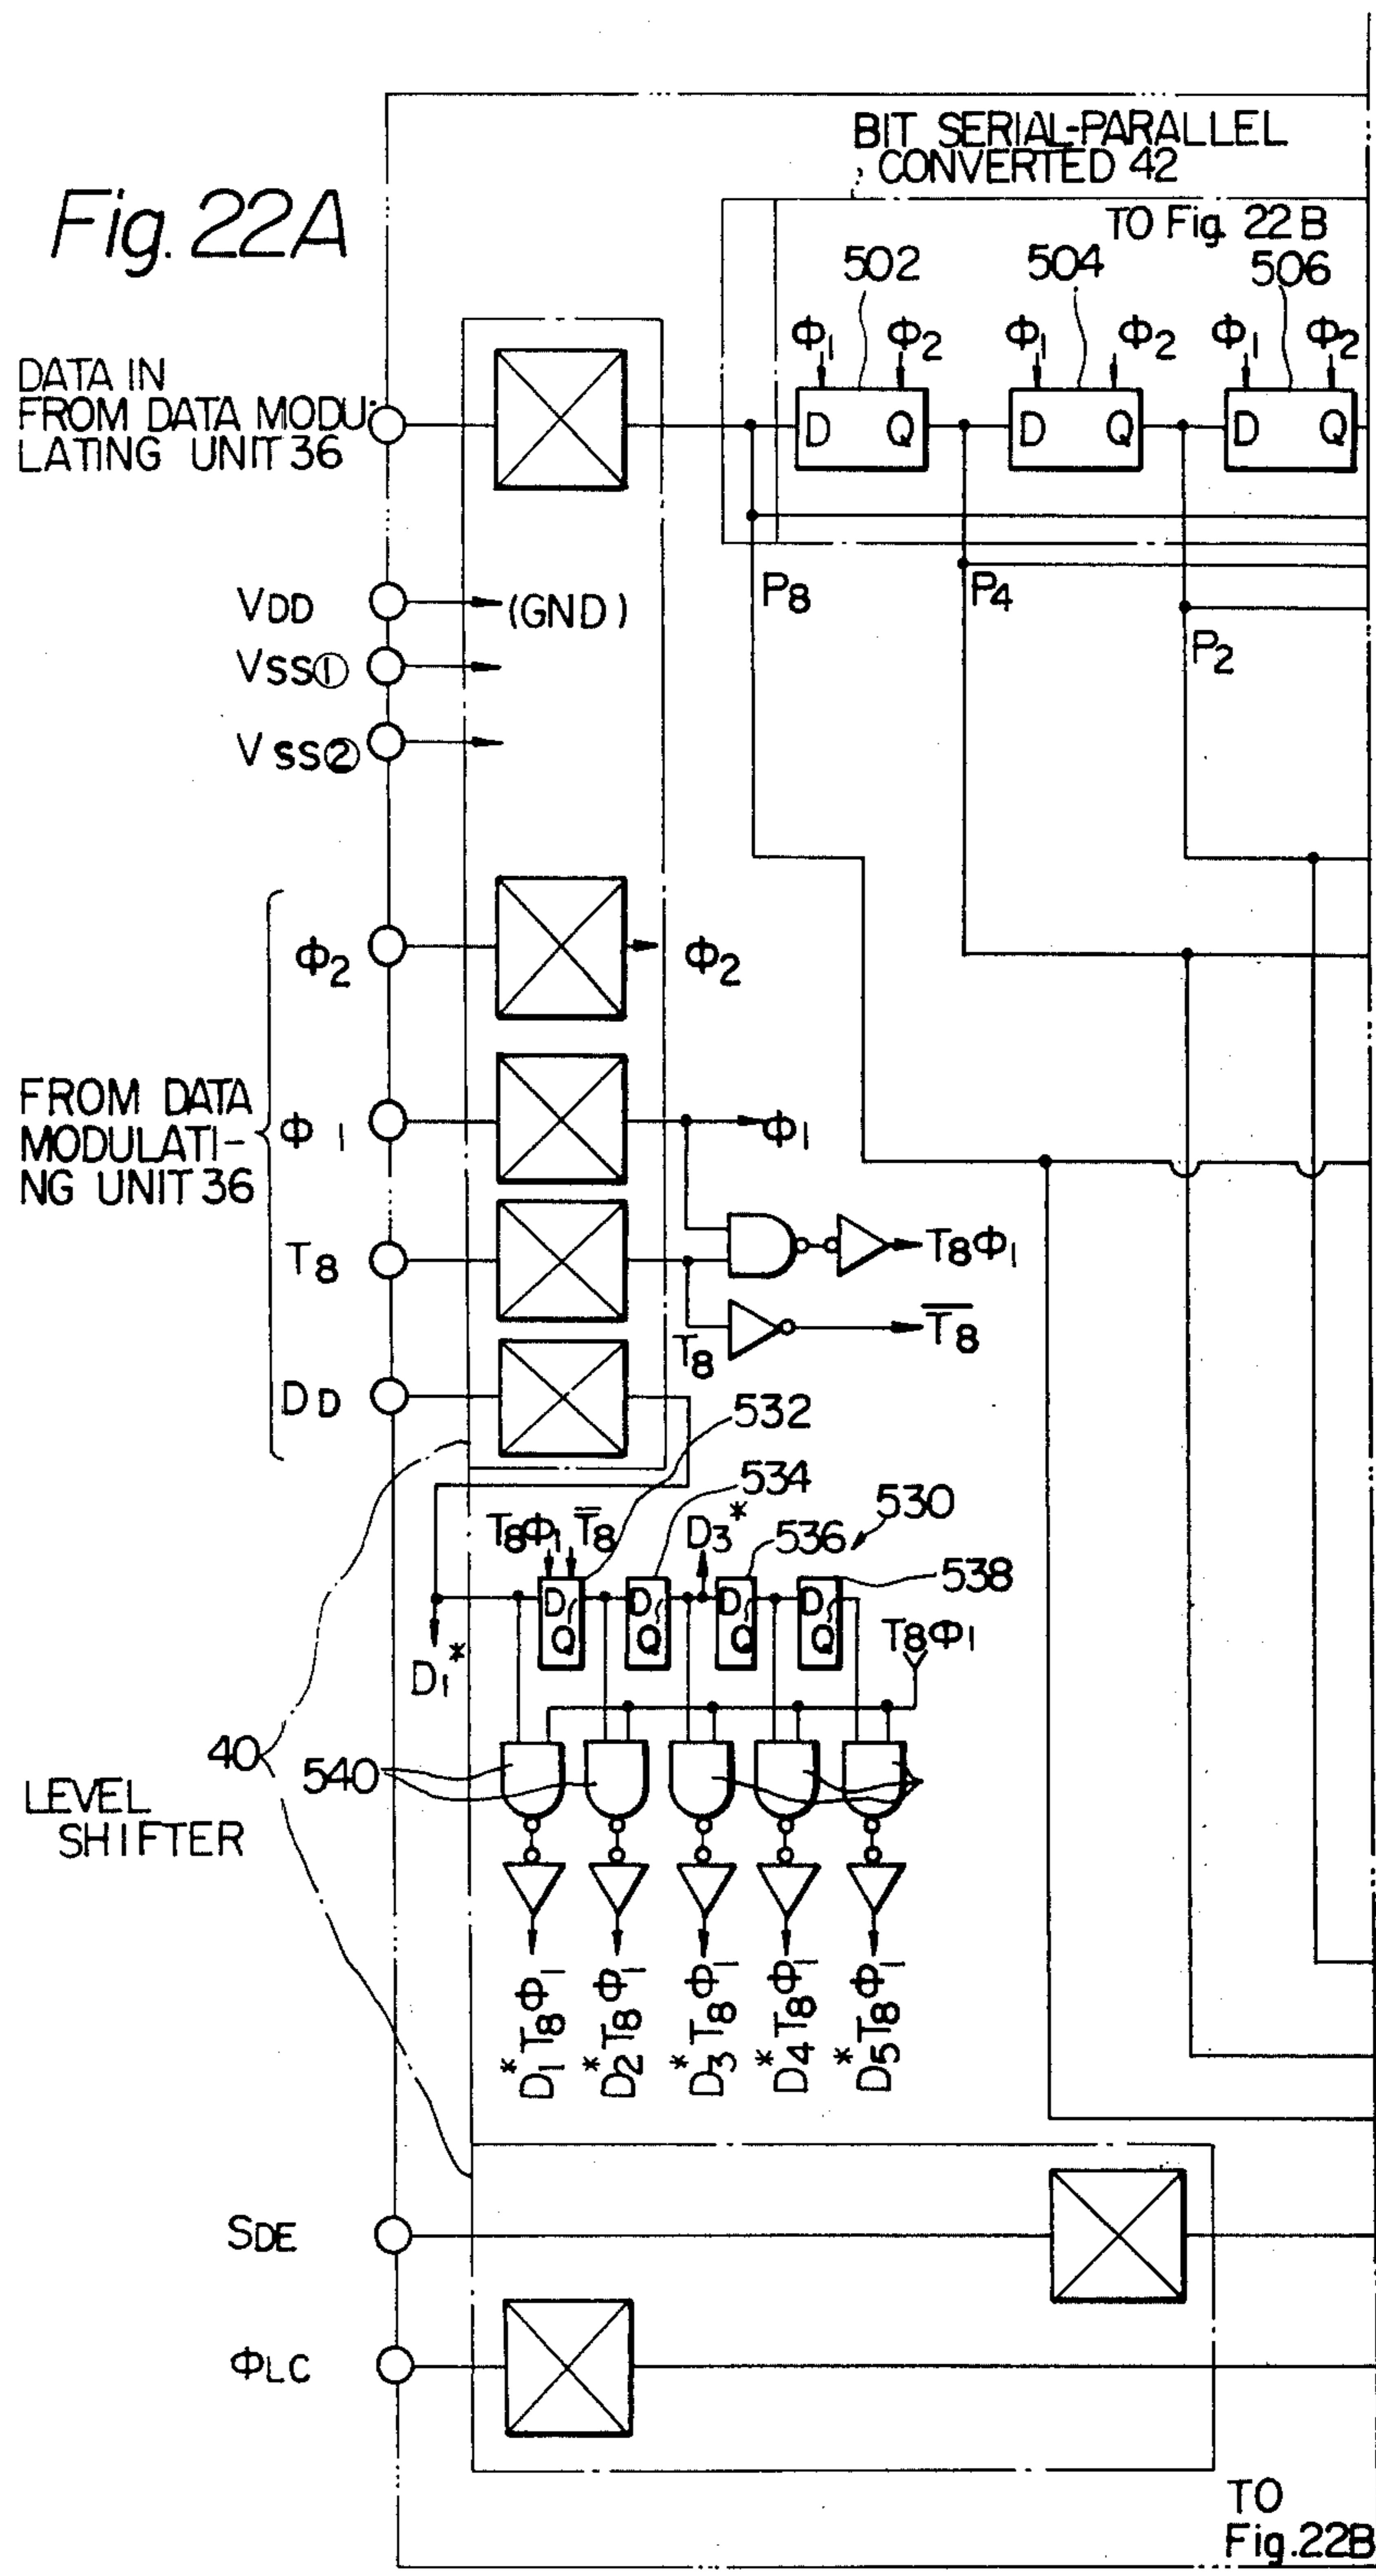 Fig. 22A
BIT SERIAL-PARALLEL
CONVERTED 42
TO Fig. 22B
502
504
506
Φ1 Φ2 Φ1 Φ2 Φ1 Φ2
DATA IN
FROM DATA MODU-
LATING UNIT 36
D Q D Q D Q
P8
P4
P2
VDD
(GND)
VSS①
VSS②
Φ2
Φ2
FROM DATA
MODULATI-
NG UNIT 36
Φ1
Φ1
T8
T8Φ1
T8
T̅8̅
DD
532
534
536
530
538
T8Φ1 T̅8
D3*
D Q D Q D Q D Q
T8Φ1
D1*
40
540
LEVEL
SHIFTER
D1*T8Φ1
D2*T8Φ1
D3*T8Φ1
D4*T8Φ1
D5*T8Φ1
SDE
ΦLC
TO
Fig.22B